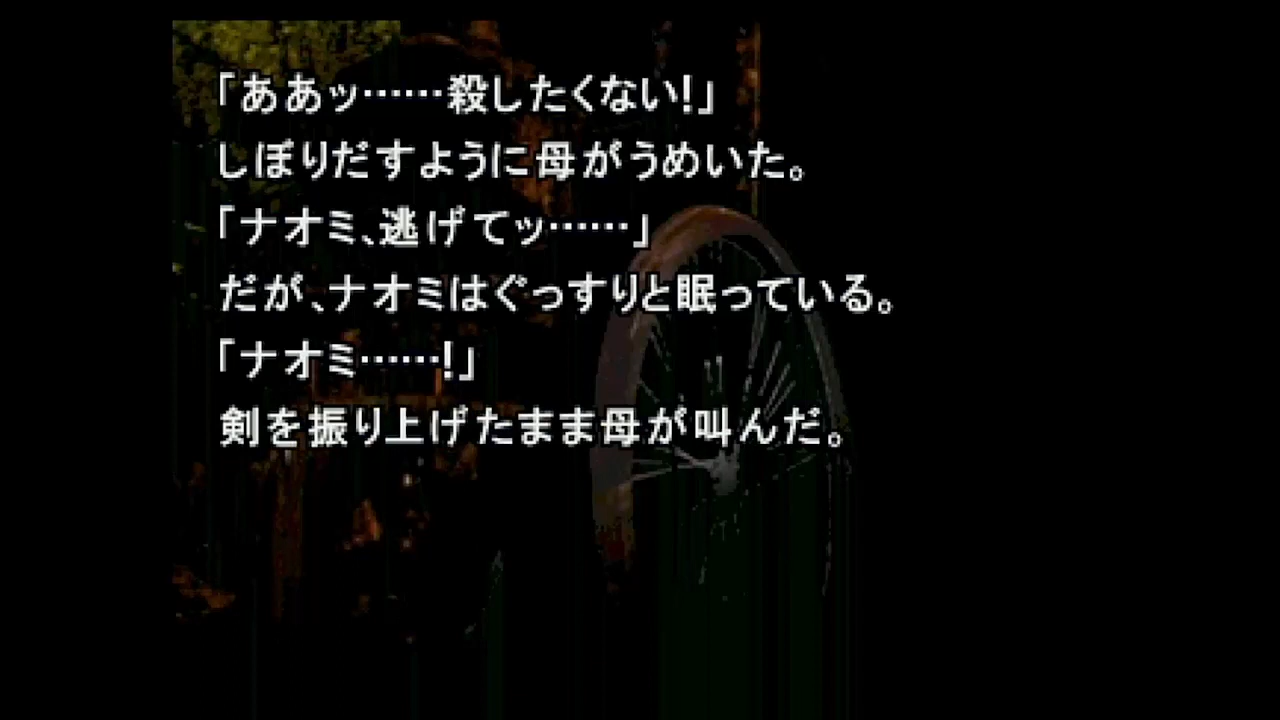 「ああッ……殺したくない!」
しぼりだすように母がうめいた。
「ナオミ、逃げてッ……」
だが、ナオミはぐっすりと眠っている。
「ナオミ……!」
剣を振り上げたまま母が叫んだ。